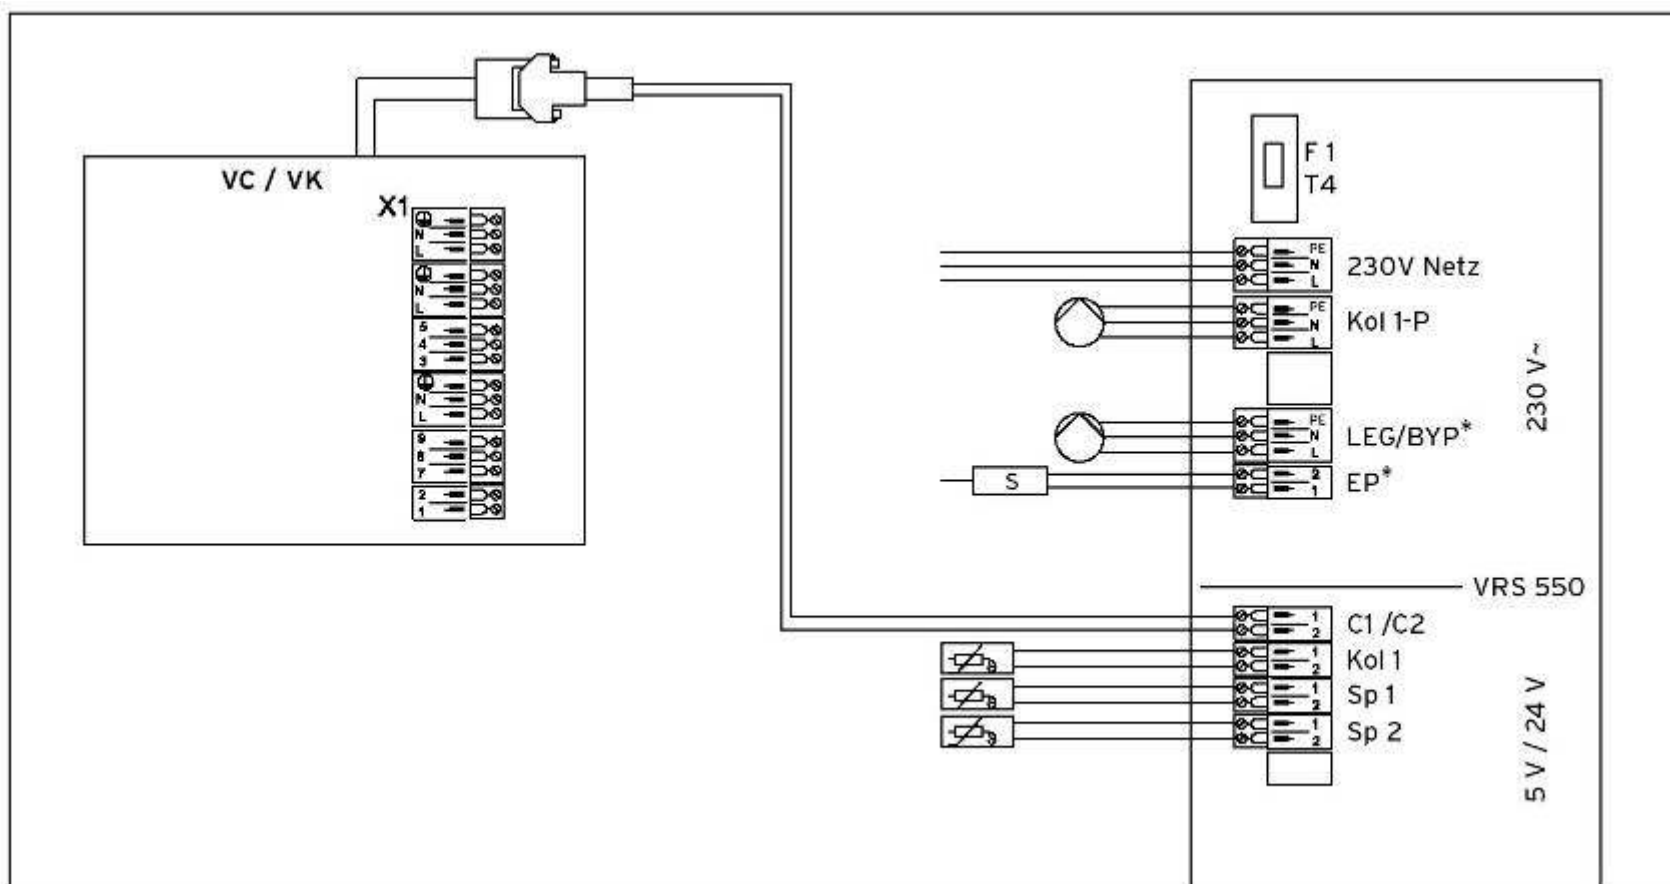 VC / VK
X1
N
L
N
L
5
4
3
N
L
9
8
7
2
1
F 1
T4
PE
N
L
230V Netz
PE
N
L
Kol 1-P
PE
N
L
LEG/BYP*
S
2
1
EP*
230 V~
VRS 550
1
2
C1 /C2
1
2
Kol 1
1
2
Sp 1
1
2
Sp 2
5 V / 24 V